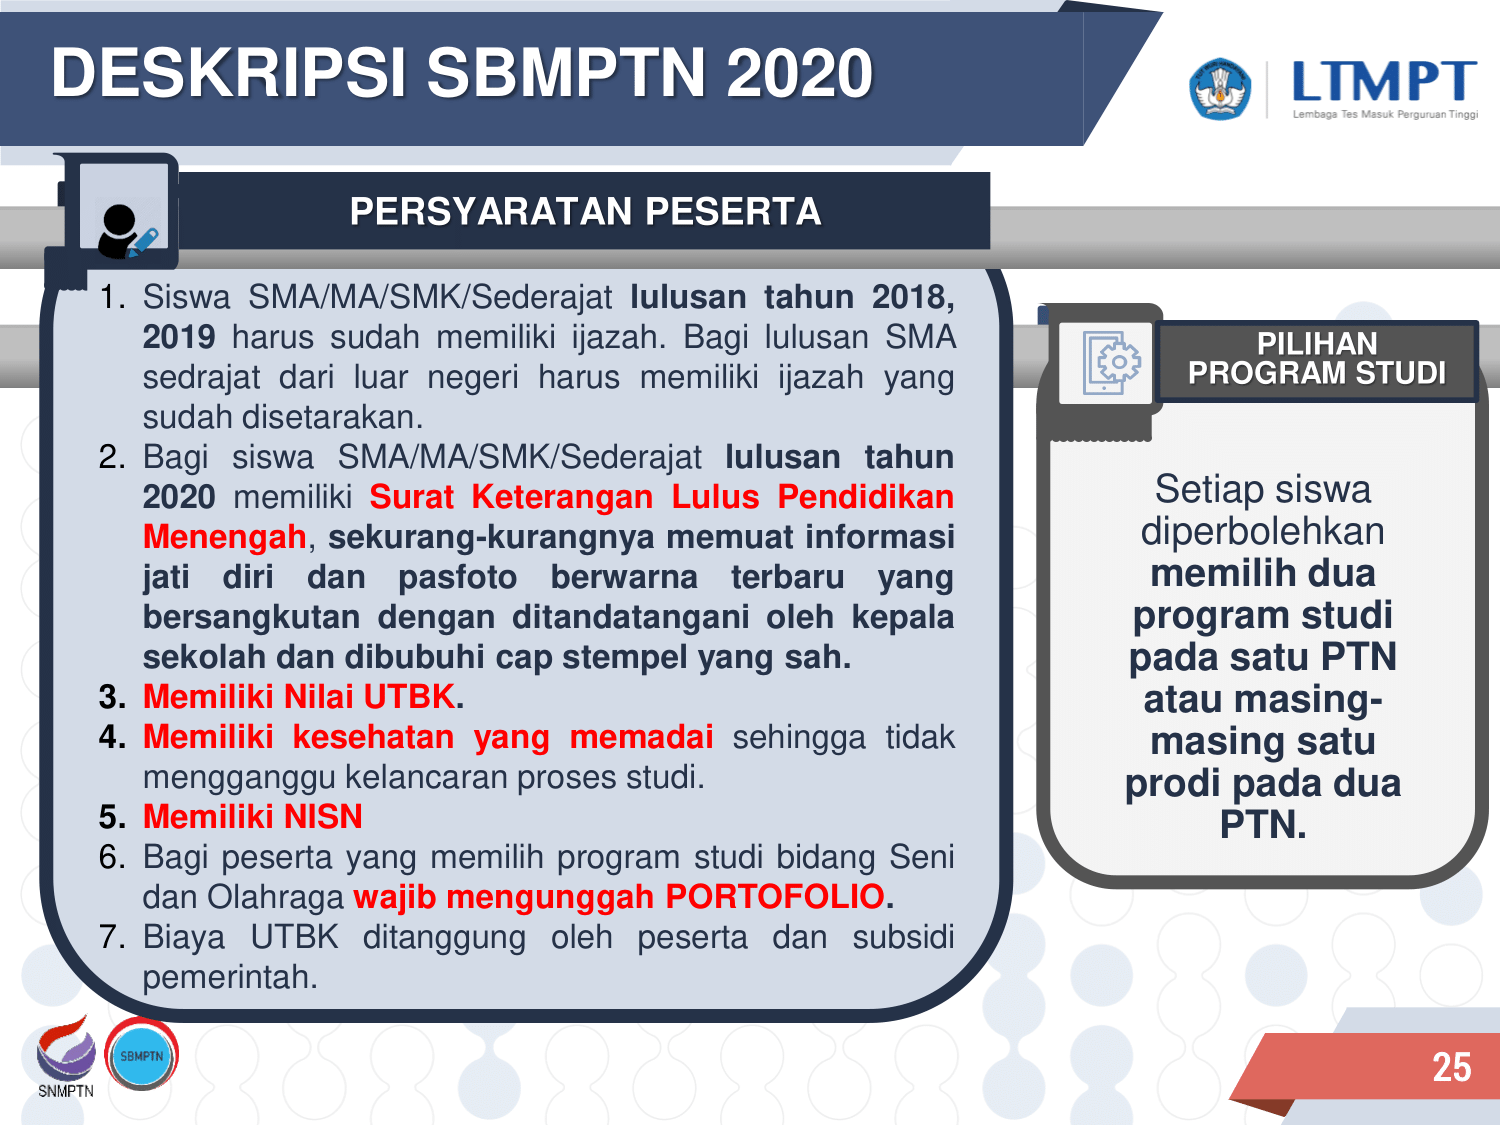 DESKRIPSI SBMPTN 2020
LTMPT
Lembaga Tes Masuk Perguruan Tinggi
PERSYARATAN PESERTA
1. Siswa SMA/MA/SMK/Sederajat lulusan tahun 2018,
2019 harus sudah memiliki ijazah. Bagi lulusan SMA
sedrajat dari luar negeri harus memiliki ijazah yang
sudah disetarakan.
2. Bagi siswa SMA/MA/SMK/Sederajat lulusan tahun
2020 memiliki Surat Keterangan Lulus Pendidikan
Menengah, sekurang-kurangnya memuat informasi
jati diri dan pasfoto berwarna terbaru yang
bersangkutan dengan ditandatangani oleh kepala
sekolah dan dibubuhi cap stempel yang sah.
3. Memiliki Nilai UTBK.
4. Memiliki kesehatan yang memadai sehingga tidak
mengganggu kelancaran proses studi.
5. Memiliki NISN
6. Bagi peserta yang memilih program studi bidang Seni
dan Olahraga wajib mengunggah PORTOFOLIO.
7. Biaya UTBK ditanggung oleh peserta dan subsidi
pemerintah.
PILIHAN
PROGRAM STUDI
Setiap siswa
diperbolehkan
memilih dua
program studi
pada satu PTN
atau masing-
masing satu
prodi pada dua
PTN.
SNMPTN
SBMPTN
25